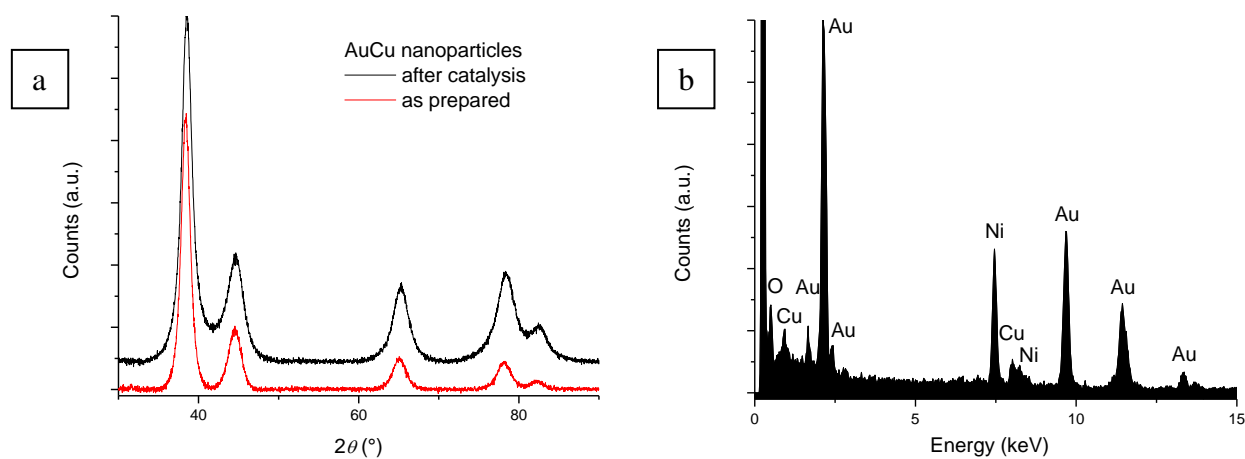 a
AuCu nanoparticles
after catalysis
as prepared
Counts (a.u.)
40
60
80
2θ (°)
b
Au
Ni
Au
O
Au
Cu
Au
Cu
Ni
Au
Au
Counts (a.u.)
0
5
10
15
Energy (keV)